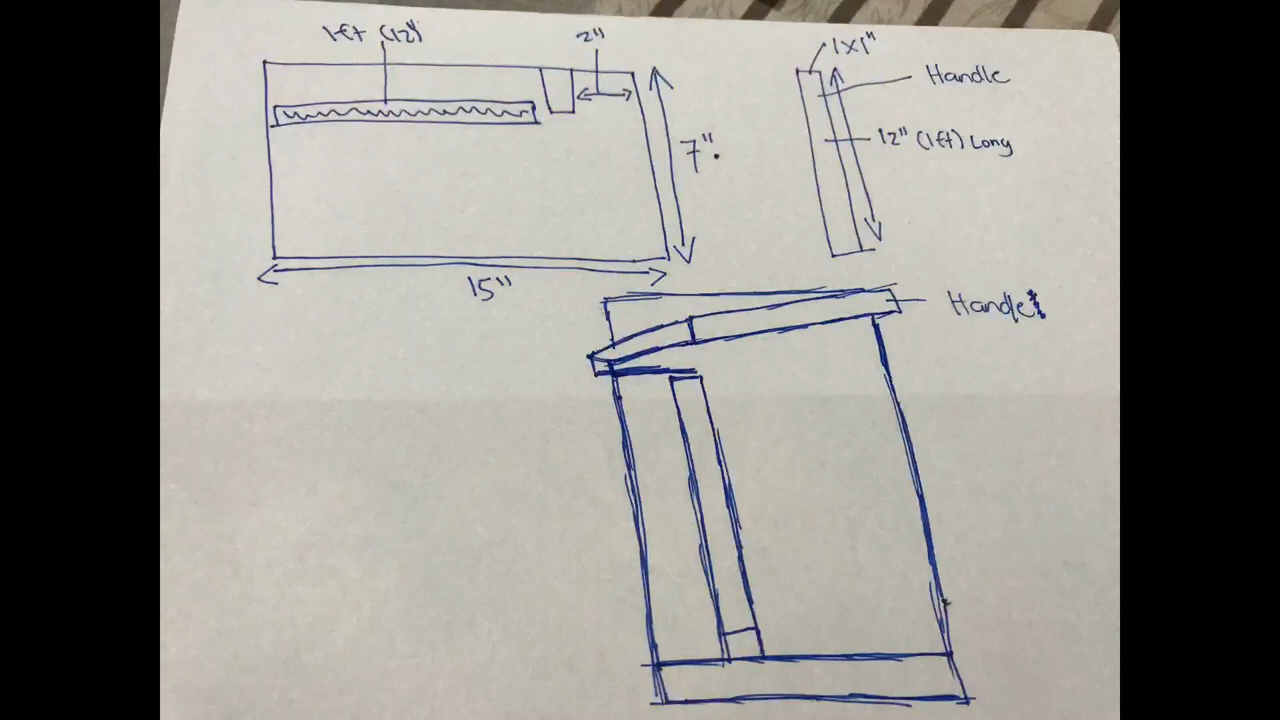 1ft (12")
2"
7".
15"
1x1"
Handle
12" (1ft) Long
Handle